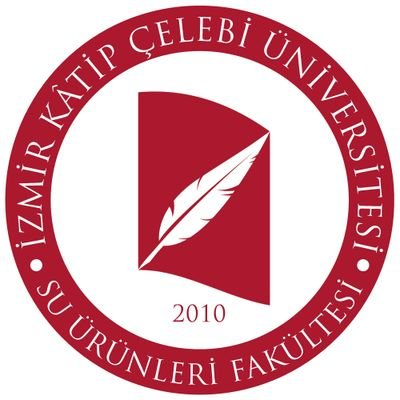 İZMİR KÂTİP ÇELEBİ ÜNİVERSİTESİ
2010
SU ÜRÜNLERİ FAKÜLTESİ